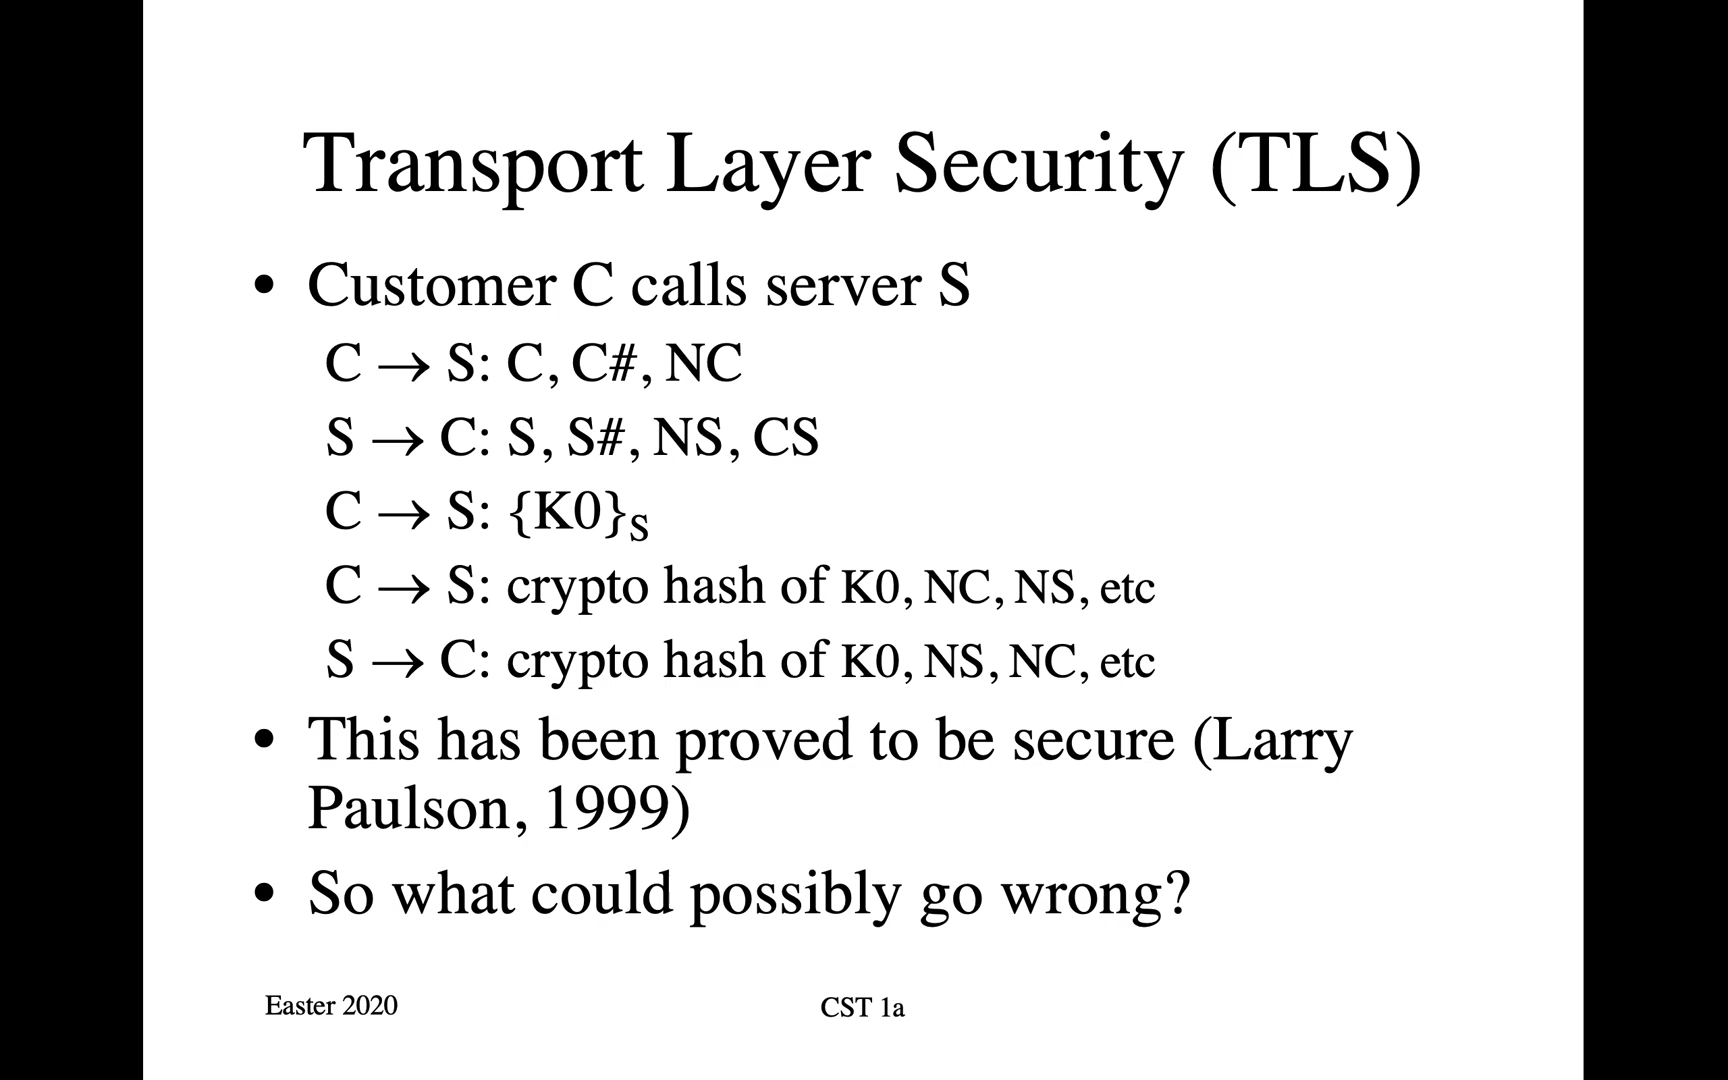 Transport Layer Security (TLS)
• Customer C calls server S
C → S: C, C#, NC
S → C: S, S#, NS, CS
C → S: {K0}S
C → S: crypto hash of K0, NC, NS, etc
S → C: crypto hash of K0, NS, NC, etc
• This has been proved to be secure (Larry
Paulson, 1999)
• So what could possibly go wrong?
Easter 2020
CST 1a